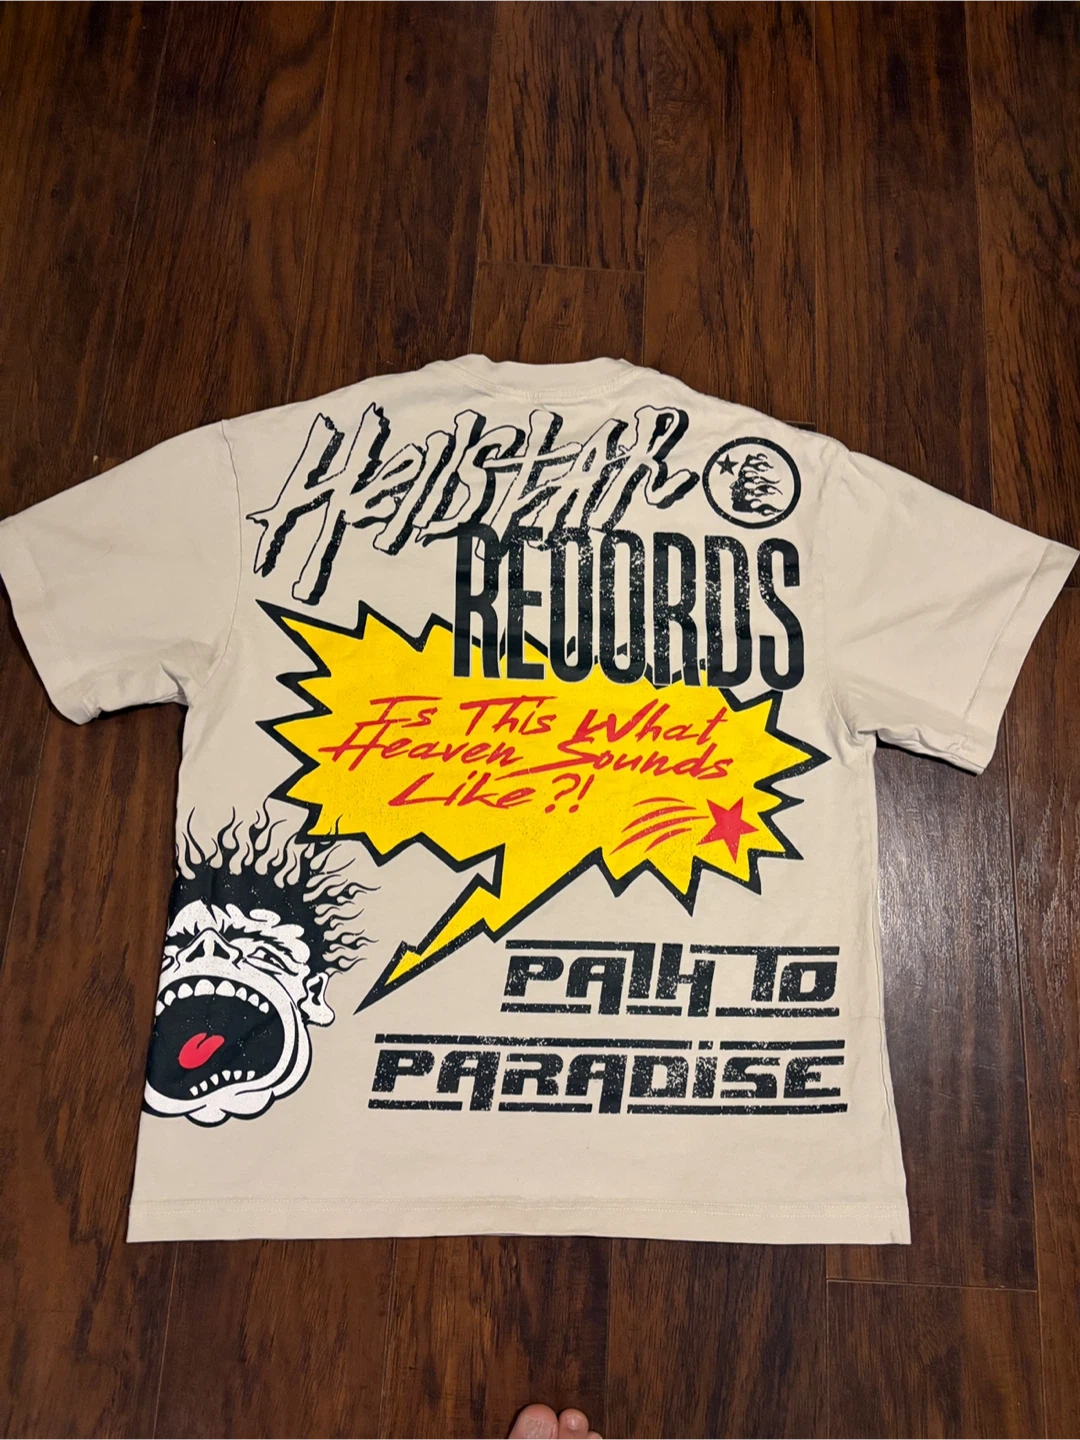 HellStar
RECORDS
Is This What
Heaven Sounds
Like?!
PATH TO
PARADiSE